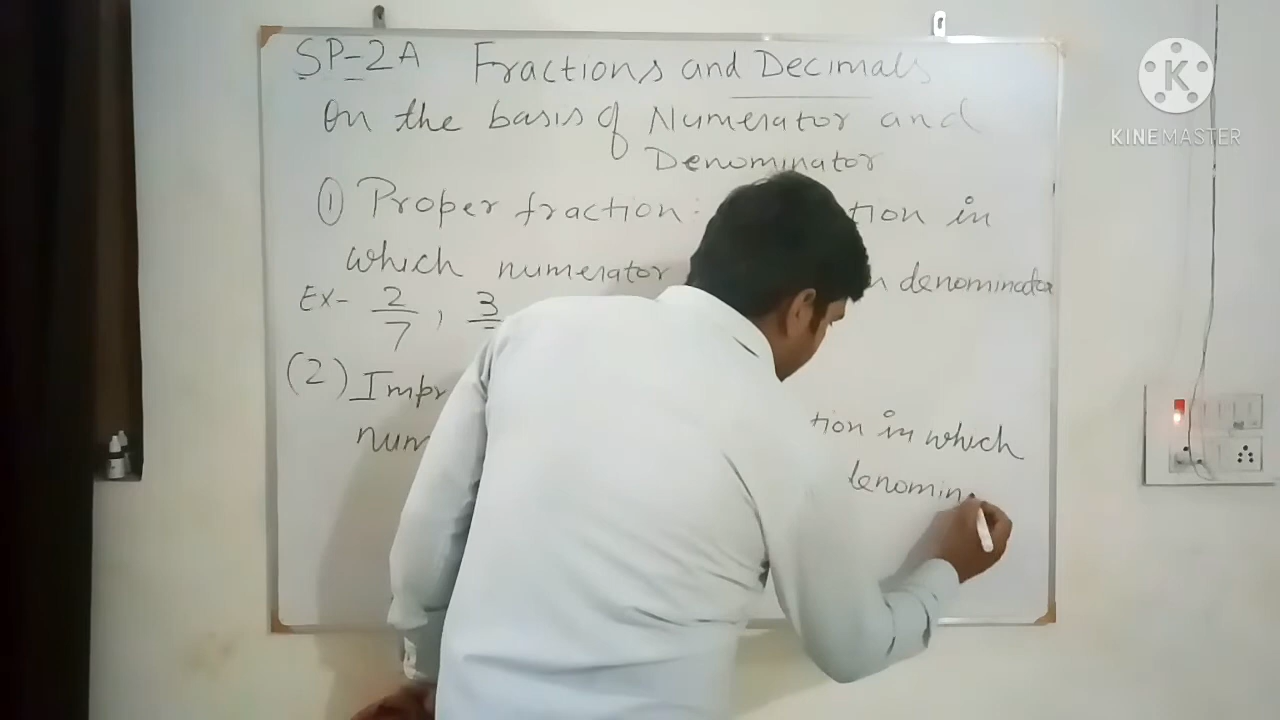 SP-2A Fractions and Decimals
On the basis of Numerator and
Denominator
① Proper fraction: tion in
which numerator n denominator
Ex- 2/7, 3
(2) Impr tion in which
num denomin
KINEMASTER